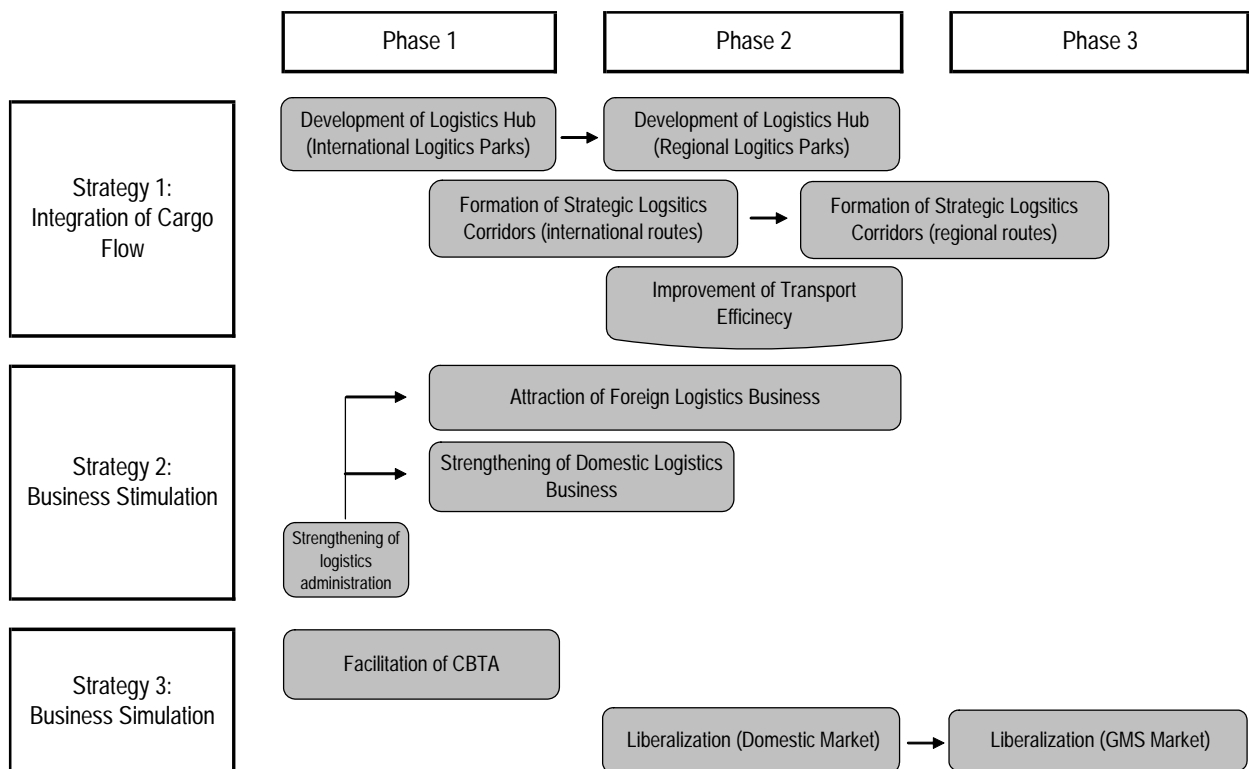 Phase 1
Phase 2
Phase 3
Strategy 1:
Integration of Cargo
Flow
Development of Logistics Hub
(International Logitics Parks)
Development of Logistics Hub
(Regional Logitics Parks)
Formation of Strategic Logsitics
Corridors (international routes)
Formation of Strategic Logsitics
Corridors (regional routes)
Improvement of Transport
Efficinecy
Strategy 2:
Business Stimulation
Attraction of Foreign Logistics Business
Strengthening of Domestic Logistics
Business
Strengthening of
logistics
administration
Strategy 3:
Business Simulation
Facilitation of CBTA
Liberalization (Domestic Market)
Liberalization (GMS Market)